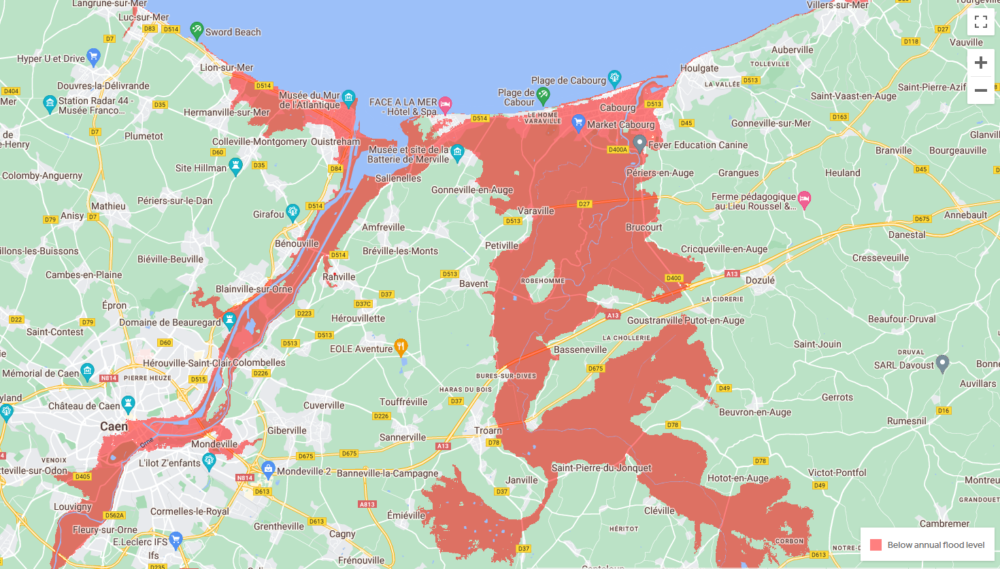 Langrune-sur-Mer
Villers-sur-Mer
Luc-sur-Mer
D83
D514
Sword Beach
D7
D27
D118
Vauville
Hyper U et Drive
Auberville
TOLLEVILLE
Lion-sur-Mer
Houlgate
Plage de Cabourg
D513
LA VALLÉE
Douvres-la-Délivrande
D514
D404
Mer
Station Radar 44 -
Musée Franco...
D35
Musée du Mur
de l'Atlantique
FACE A LA MER
- Hôtel & Spa
Plage de
Cabour
Cabourg
D513
Saint-Pierre-Azif
Saint-Vaast-en-Auge
Hermanville-sur-Mer
D514
LE HOME
VARAVILLE
Market Cabourg
D45
D163
Gonneville-sur-Mer
de
e-Henry
D7
Plumetot
Colleville-Montgomery
Ouistreham
D60
Musée et site de la
Batterie de Merville
D400A
Fever Education Canine
Branville
Bourgeauville
Site Hillman
D35
D84
Sallenelles
Périers-en-Auge
Grangues
Heuland
D45
Colomby-Anguerny
Gonneville-en-Auge
Périers-sur-le-Dan
Mathieu
D514
D27
Ferme pédagogique
au Lieu Roussel &...
Anisy
D7
D79
Girafou
Varaville
D513
D675
Annebault
Amfreville
Brucourt
Danestal
Bénouville
Petiville
Cricqueville-en-Auge
Bréville-les-Monts
D514
Biéville-Beuville
Cresseveuille
Cambes-en-Plaine
Ranville
D513
Bavent
ROBEHOMME
D400
A13
Dozulé
Blainville-sur-Orne
D37
D37C
LA CIDRERIE
Épron
D22
D79
Domaine de Beauregard
D223
Hérouvillette
A13
Goustranville
Putot-en-Auge
Beaufour-Druval
Saint-Contest
D60
D513
D513
EOLE Aventure
LA CHOLLERIE
Basseneville
Saint-Jouin
DRUVAL
SARL Davoust
Hérouville-Saint-Clair
Colombelles
Mémorial de Caen
N814
PIERRE HEUZE
D515
D226
BURES-SUR-DIVES
D675
HARAS DU BOIS
D49
Auvillars
Château de Caen
Touffréville
D37
Gerrots
Cuverville
D226
Beuvron-en-Auge
D16
Rumesnil
Caen
Orne
Giberville
Sannerville
Troarn
D78
D78
Mondeville
A13
D675
D675
VENOIX
L'ilot Z'enfants
D78
Saint-Pierre-du-Jonquet
D405
N814
Mondeville 2
Banneville-la-Campagne
Victot-Pontfol
Janville
Hotot-en-Auge
D49
D613
D37
Louvigny
A813
D562A
Cormelles-le-Royal
Émiéville
Cléville
Fleury-sur-Orne
Grentheville
D613
Cagny
HÉRITOT
Cambremer
E.Leclerc IFS
Ifs
D37
CORBON
D613
D235
Frénouville
Below annual flood level